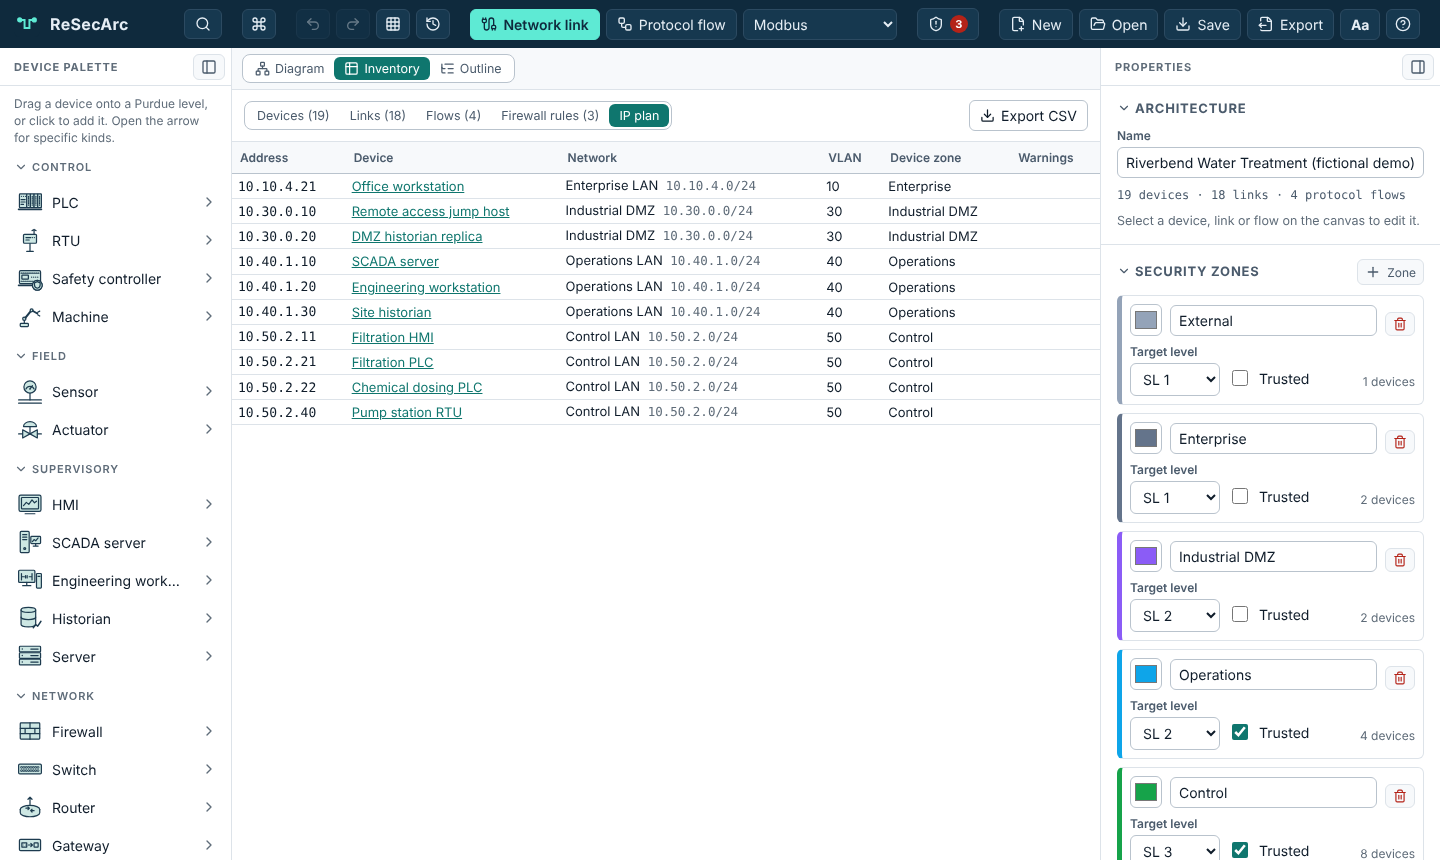 ReSecArc
Network link
Protocol flow
Modbus
3
New
Open
Save
Export
Aa
DEVICE PALETTE
Drag a device onto a Purdue level,
or click to add it. Open the arrow
for specific kinds.
CONTROL
PLC
RTU
Safety controller
Machine
FIELD
Sensor
Actuator
SUPERVISORY
HMI
SCADA server
Engineering work...
Historian
Server
NETWORK
Firewall
Switch
Router
Gateway
Diagram
Inventory
Outline
Devices (19)
Links (18)
Flows (4)
Firewall rules (3)
IP plan
Export CSV
Address Device Network VLAN Device zone Warnings
10.10.4.21 Office workstation Enterprise LAN 10.10.4.0/24 10 Enterprise
10.30.0.10 Remote access jump host Industrial DMZ 10.30.0.0/24 30 Industrial DMZ
10.30.0.20 DMZ historian replica Industrial DMZ 10.30.0.0/24 30 Industrial DMZ
10.40.1.10 SCADA server Operations LAN 10.40.1.0/24 40 Operations
10.40.1.20 Engineering workstation Operations LAN 10.40.1.0/24 40 Operations
10.40.1.30 Site historian Operations LAN 10.40.1.0/24 40 Operations
10.50.2.11 Filtration HMI Control LAN 10.50.2.0/24 50 Control
10.50.2.21 Filtration PLC Control LAN 10.50.2.0/24 50 Control
10.50.2.22 Chemical dosing PLC Control LAN 10.50.2.0/24 50 Control
10.50.2.40 Pump station RTU Control LAN 10.50.2.0/24 50 Control
PROPERTIES
ARCHITECTURE
Name
Riverbend Water Treatment (fictional demo)
19 devices · 18 links · 4 protocol flows
Select a device, link or flow on the canvas to edit it.
SECURITY ZONES
Zone
External
Target level
SL 1 Trusted 1 devices
Enterprise
Target level
SL 1 Trusted 2 devices
Industrial DMZ
Target level
SL 2 Trusted 2 devices
Operations
Target level
SL 2 Trusted 4 devices
Control
Target level
SL 3 Trusted 8 devices